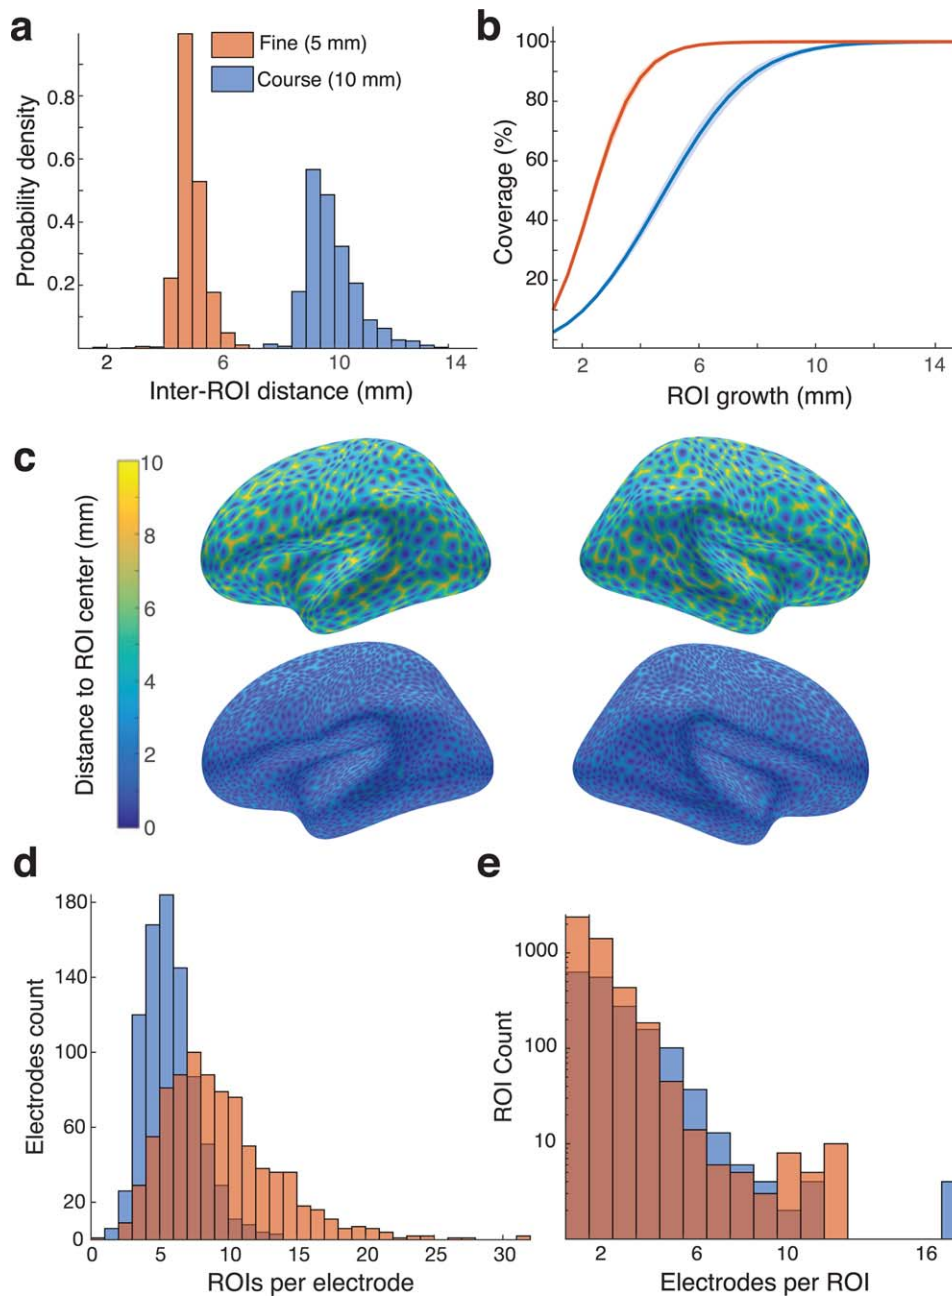 a
Fine (5 mm)
Course (10 mm)
0.8
0.6
0.4
0.2
Probability density
2
6
10
14
Inter-ROI distance (mm)
b
100
80
60
40
20
Coverage (%)
2
6
10
14
ROI growth (mm)
c
10
8
6
4
2
0
Distance to ROI center (mm)
d
180
140
100
60
20
0
Electrodes count
0
5
10
15
20
25
30
ROIs per electrode
e
1000
100
10
ROI Count
2
6
10
16
Electrodes per ROI